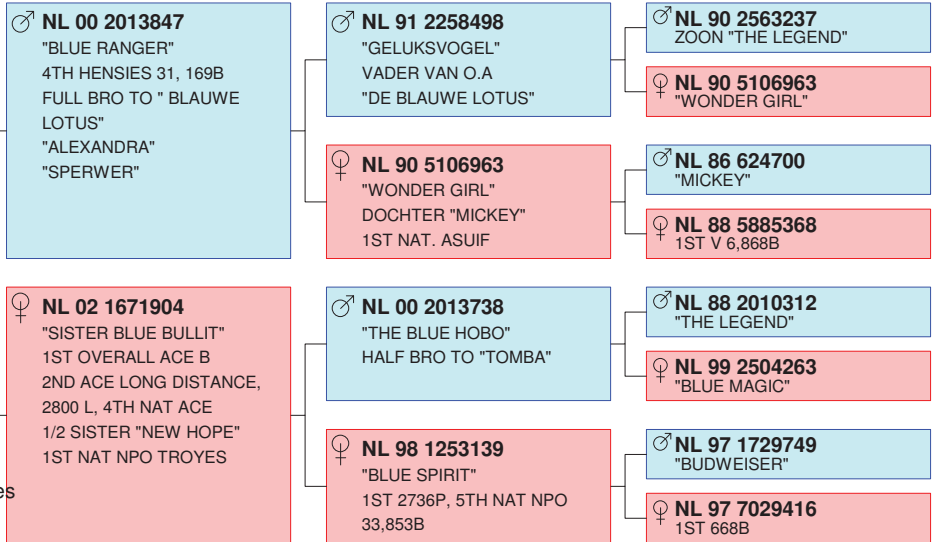 ♂ NL 00 2013847
"BLUE RANGER"
4TH HENSIES 31, 169B
FULL BRO TO " BLAUWE
LOTUS"
"ALEXANDRA"
"SPERWER"
♀ NL 02 1671904
"SISTER BLUE BULLIT"
1ST OVERALL ACE B
2ND ACE LONG DISTANCE,
2800 L, 4TH NAT ACE
1/2 SISTER "NEW HOPE"
1ST NAT NPO TROYES
es
♂ NL 91 2258498
"GELUKSVOGEL"
VADER VAN O.A
"DE BLAUWE LOTUS"
♀ NL 90 5106963
"WONDER GIRL"
DOCHTER "MICKEY"
1ST NAT. ASUIF
♂ NL 00 2013738
"THE BLUE HOBO"
HALF BRO TO "TOMBA"
♀ NL 98 1253139
"BLUE SPIRIT"
1ST 2736P, 5TH NAT NPO
33,853B
♂ NL 90 2563237
ZOON "THE LEGEND"
♀ NL 90 5106963
"WONDER GIRL"
♂ NL 86 624700
"MICKEY"
♀ NL 88 5885368
1ST V 6,868B
♂ NL 88 2010312
"THE LEGEND"
♀ NL 99 2504263
"BLUE MAGIC"
♂ NL 97 1729749
"BUDWEISER"
♀ NL 97 7029416
1ST 668B